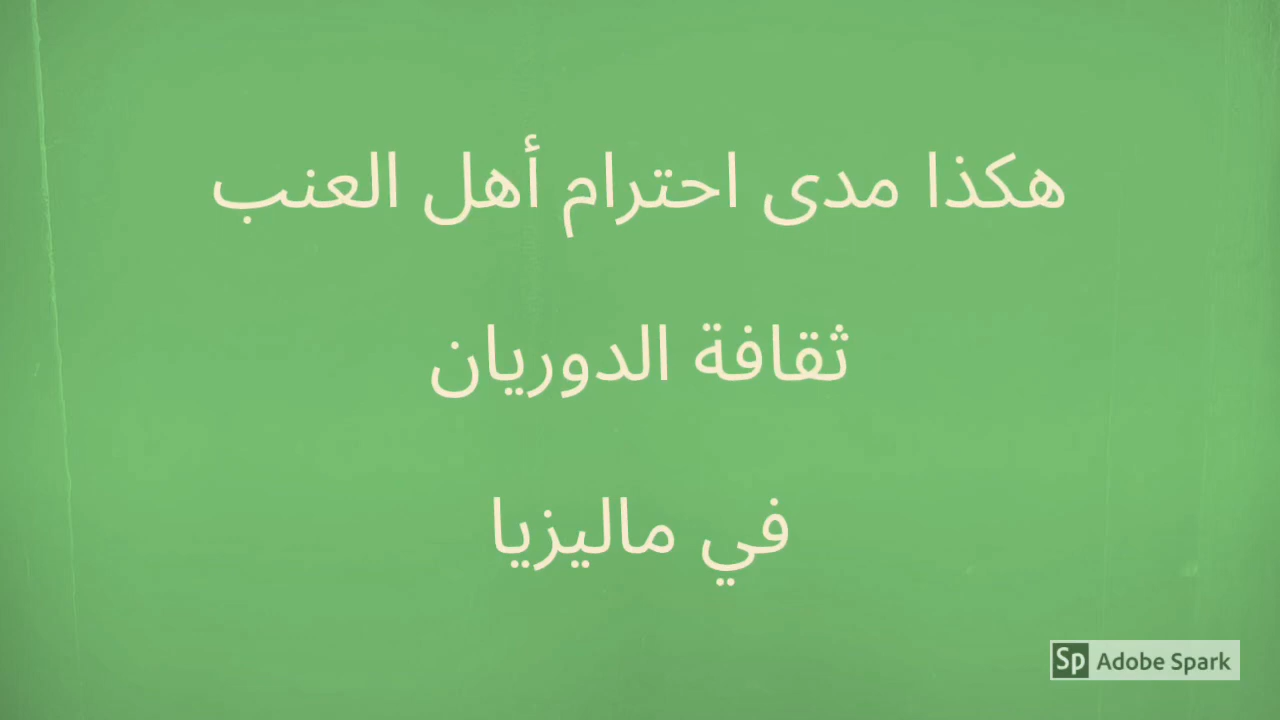 هكذا مدى احترام أهل العنب
ثقافة الدوريان
في ماليزيا
Sp Adobe Spark